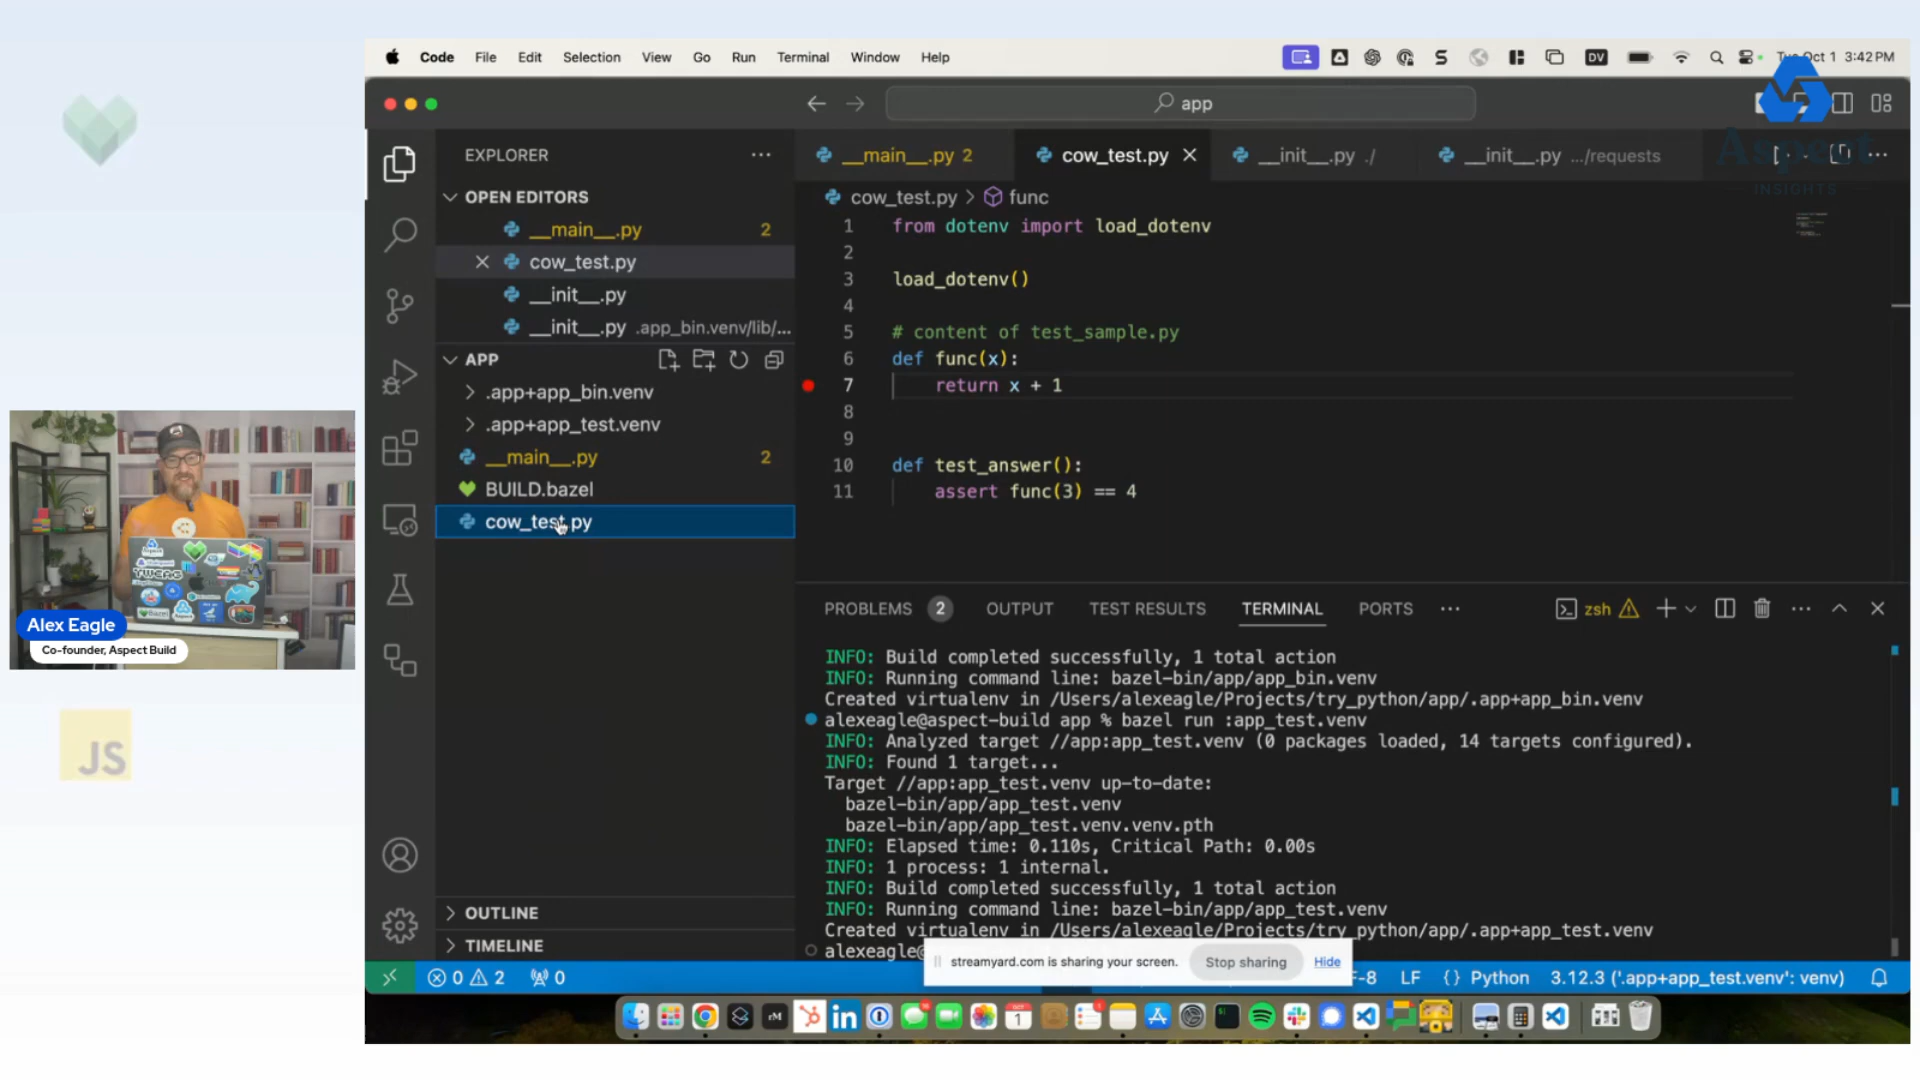 Code File Edit Selection View Go Run Terminal Window Help
DV
Tue Oct 1 3:42 PM
app
Aspect
INSIGHTS
EXPLORER
OPEN EDITORS
__main__.py 2
cow_test.py
__init__.py
__init__.py .app_bin.venv/lib/...
APP
.app+app_bin.venv
.app+app_test.venv
__main__.py 2
BUILD.bazel
cow_test.py
OUTLINE
TIMELINE
__main__.py 2
cow_test.py
__init__.py ./
__init__.py .../requests
cow_test.py > func
1 from dotenv import load_dotenv
2
3 load_dotenv()
4
5 # content of test_sample.py
6 def func(x):
7 return x + 1
8
9
10 def test_answer():
11 assert func(3) == 4
PROBLEMS 2 OUTPUT TEST RESULTS TERMINAL PORTS
zsh
INFO: Build completed successfully, 1 total action
INFO: Running command line: bazel-bin/app/app_bin.venv
Created virtualenv in /Users/alexeagle/Projects/try_python/app/.app+app_bin.venv
alexeagle@aspect-build app % bazel run :app_test.venv
INFO: Analyzed target //app:app_test.venv (0 packages loaded, 14 targets configured).
INFO: Found 1 target...
Target //app:app_test.venv up-to-date:
bazel-bin/app/app_test.venv
bazel-bin/app/app_test.venv.venv.pth
INFO: Elapsed time: 0.110s, Critical Path: 0.00s
INFO: 1 process: 1 internal.
INFO: Build completed successfully, 1 total action
INFO: Running command line: bazel-bin/app/app_test.venv
Created virtualenv in /Users/alexeagle/Projects/try_python/app/.app+app_test.venv
alexeagle@
streamyard.com is sharing your screen. Stop sharing Hide
0 2 0
F-8 LF {} Python 3.12.3 ('.app+app_test.venv': venv)
Alex Eagle
Co-founder, Aspect Build
JS